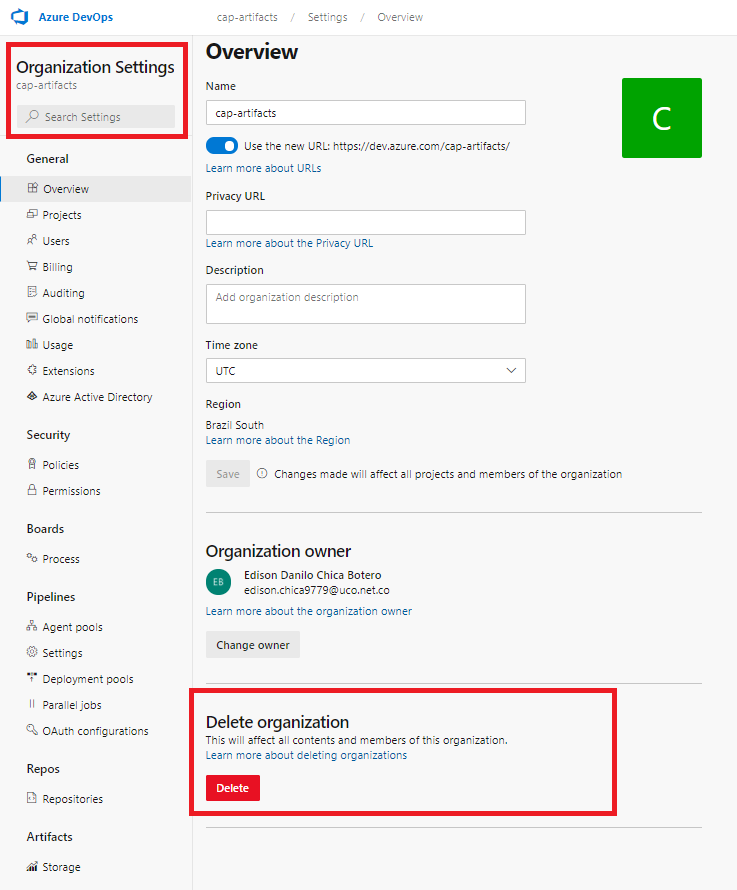 Azure DevOps
cap-artifacts / Settings / Overview
Organization Settings
cap-artifacts
Search Settings
General
Overview
Projects
Users
Billing
Auditing
Global notifications
Usage
Extensions
Azure Active Directory
Security
Policies
Permissions
Boards
Process
Pipelines
Agent pools
Settings
Deployment pools
Parallel jobs
OAuth configurations
Repos
Repositories
Artifacts
Storage
Overview
Name
cap-artifacts
C
Use the new URL: https://dev.azure.com/cap-artifacts/
Learn more about URLs
Privacy URL
Learn more about the Privacy URL
Description
Add organization description
Time zone
UTC
Region
Brazil South
Learn more about the Region
Save
Changes made will affect all projects and members of the organization
Organization owner
EB
Edison Danilo Chica Botero
edison.chica9779@uco.net.co
Learn more about the organization owner
Change owner
Delete organization
This will affect all contents and members of this organization.
Learn more about deleting organizations
Delete